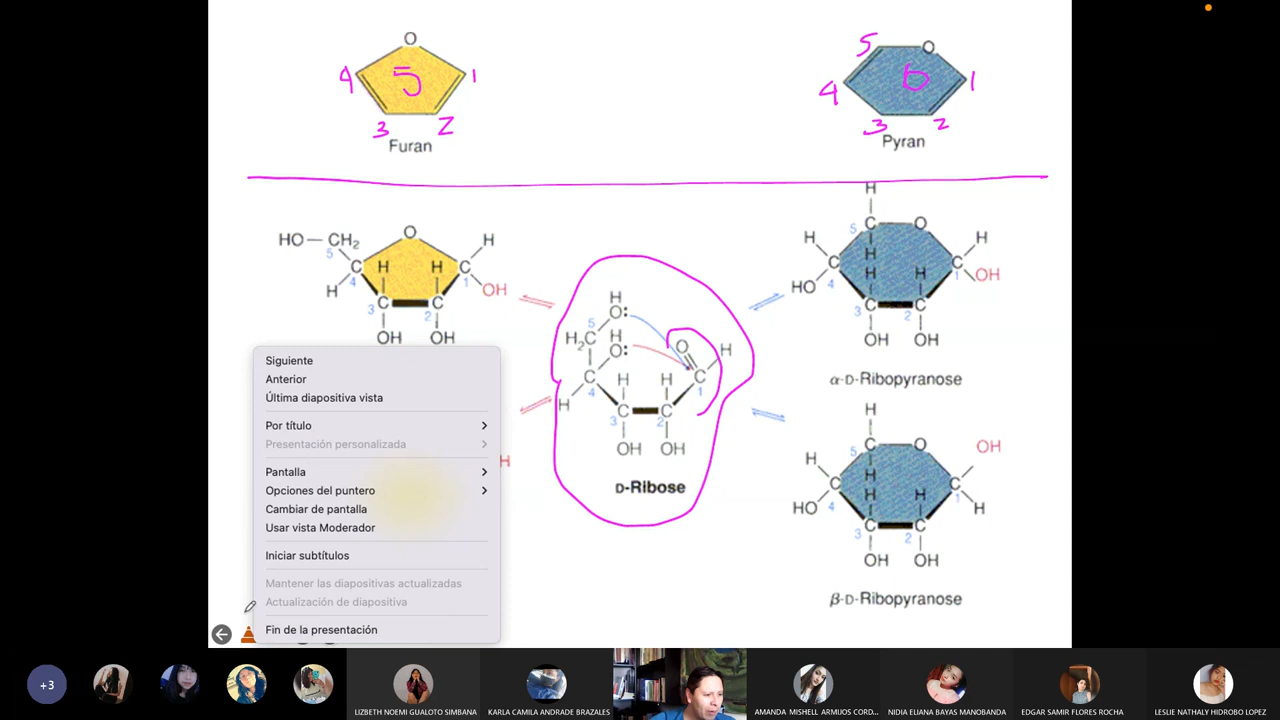 O
O
4 5 1
3 2
Furan
5 6 1
4
3 2
Pyran
HO—CH2
5
O
H
C H H C
4 1
H OH
3 C C 2
OH OH
H
5 C O
H H H
C H H C
HO 4 1 OH
3 C C 2
OH OH
α-D-Ribopyranose
H
O:
5
H2C H
O: O H
C H H C
4 1
H
3 C C 2
OH OH
D-Ribose
H
H
5 C O OH
H H
C H H C
HO 4 1 H
3 C C 2
OH OH
β-D-Ribopyranose
Siguiente
Anterior
Última diapositiva vista
Por título
Presentación personalizada
Pantalla
Opciones del puntero
Cambiar de pantalla
Usar vista Moderador
Iniciar subtítulos
Mantener las diapositivas actualizadas
Actualización de diapositiva
Fin de la presentación
+3
LIZBETH NOEMI GUALOTO SIMBANA
KARLA CAMILA ANDRADE BRAZALES
AMANDA MISHELL ARMIJOS CORD...
NIDIA ELIANA BAYAS MANOBANDA
EDGAR SAMIR FLORES ROCHA
LESLIE NATHALY HIDROBO LOPEZ